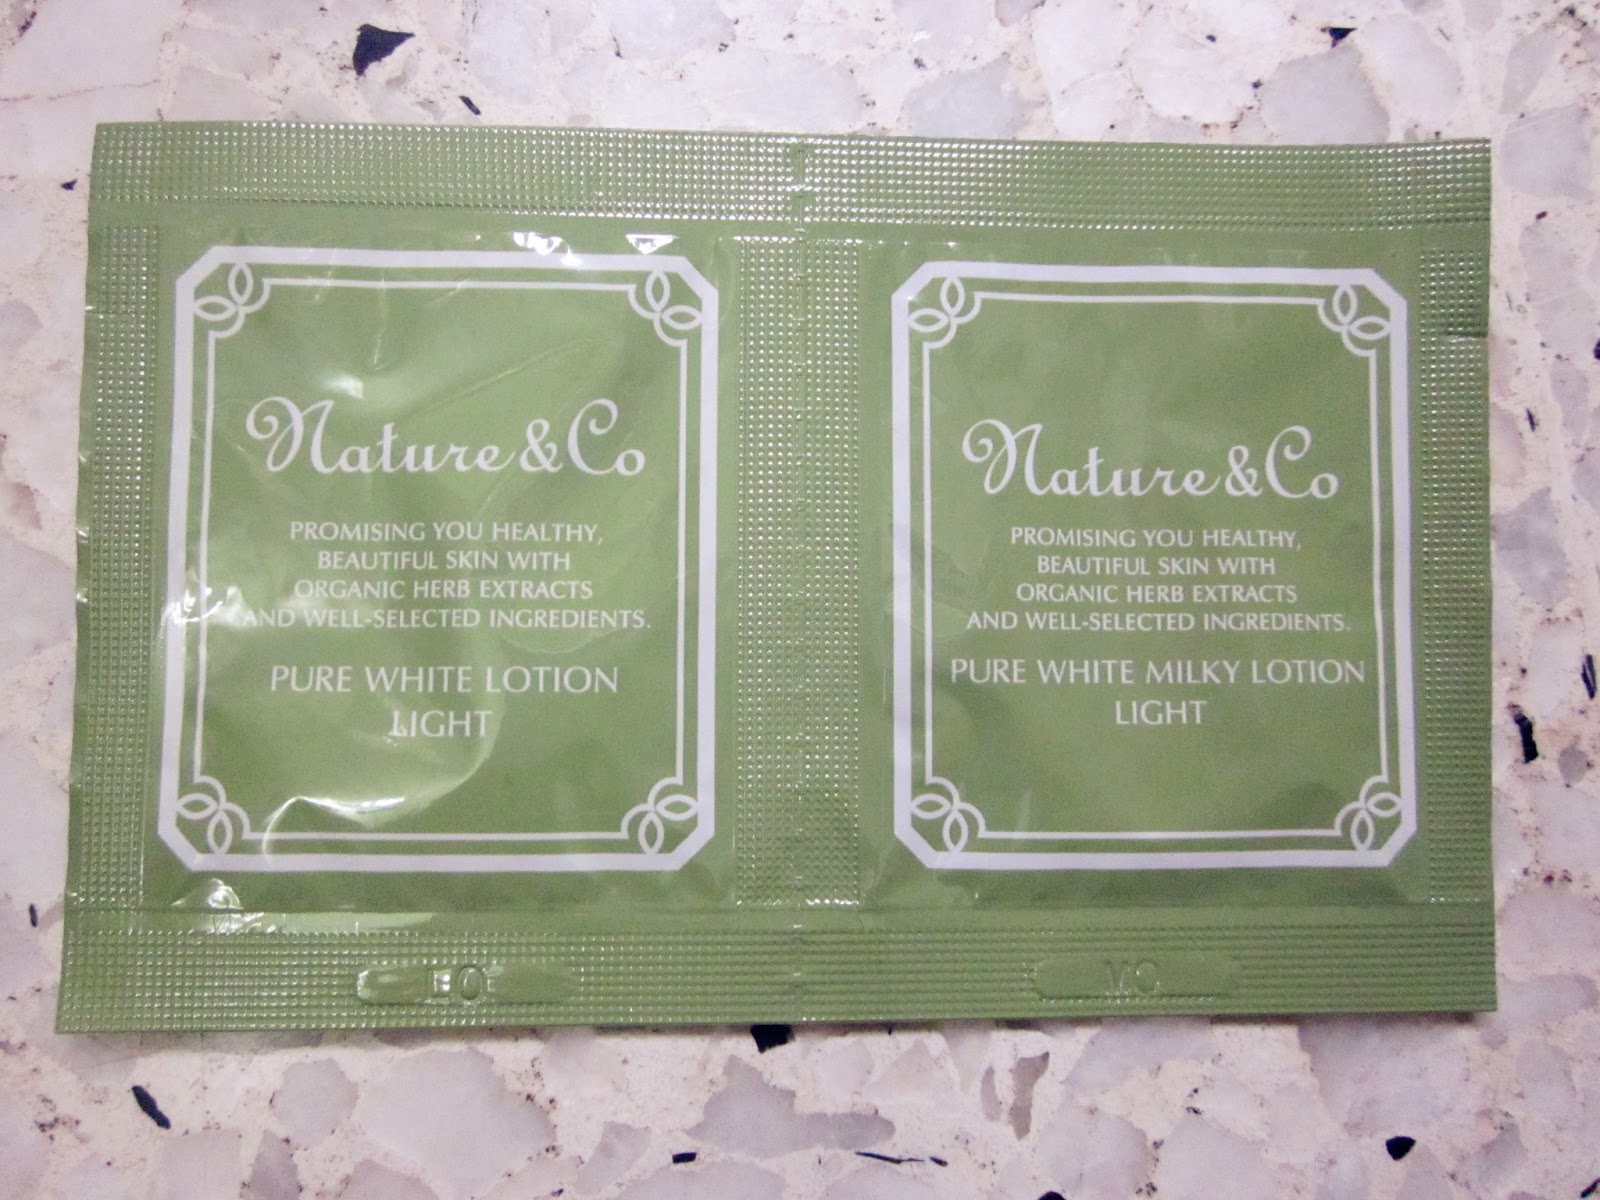 Nature & Co
PROMISING YOU HEALTHY,
BEAUTIFUL SKIN WITH
ORGANIC HERB EXTRACTS
AND WELL-SELECTED INGREDIENTS.
PURE WHITE LOTION
LIGHT
Nature & Co
PROMISING YOU HEALTHY,
BEAUTIFUL SKIN WITH
ORGANIC HERB EXTRACTS
AND WELL-SELECTED INGREDIENTS.
PURE WHITE MILKY LOTION
LIGHT